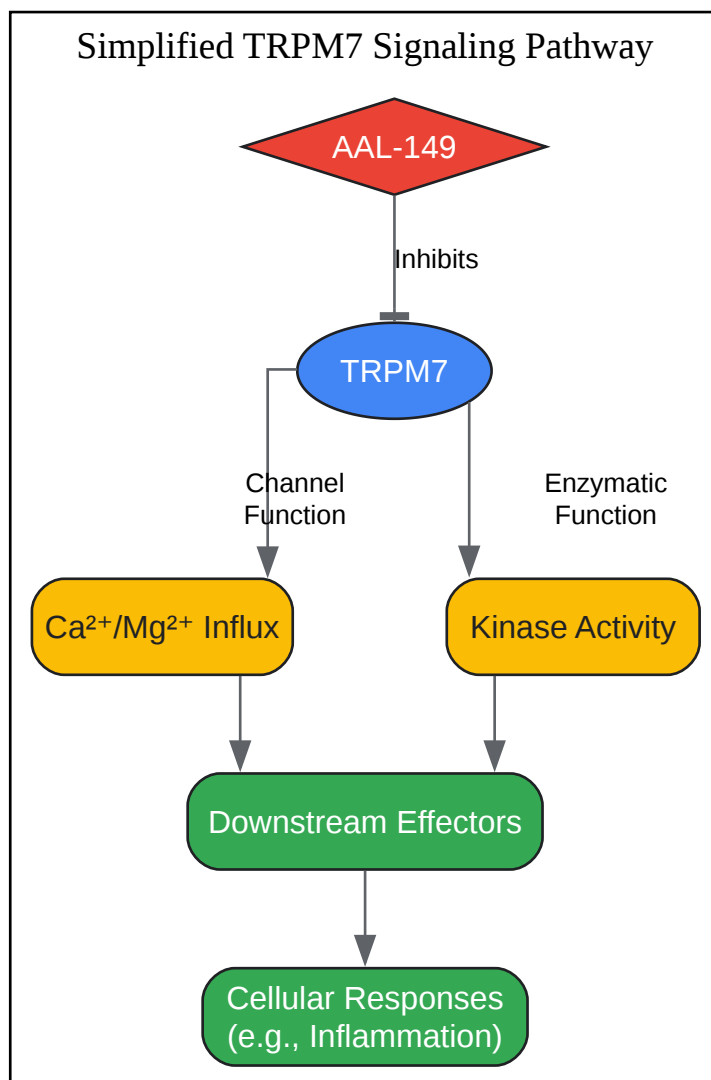 Simplified TRPM7 Signaling Pathway
AAL-149
Inhibits
TRPM7
Channel
Function
Enzymatic
Function
Ca²⁺/Mg²⁺ Influx
Kinase Activity
Downstream Effectors
Cellular Responses
(e.g., Inflammation)